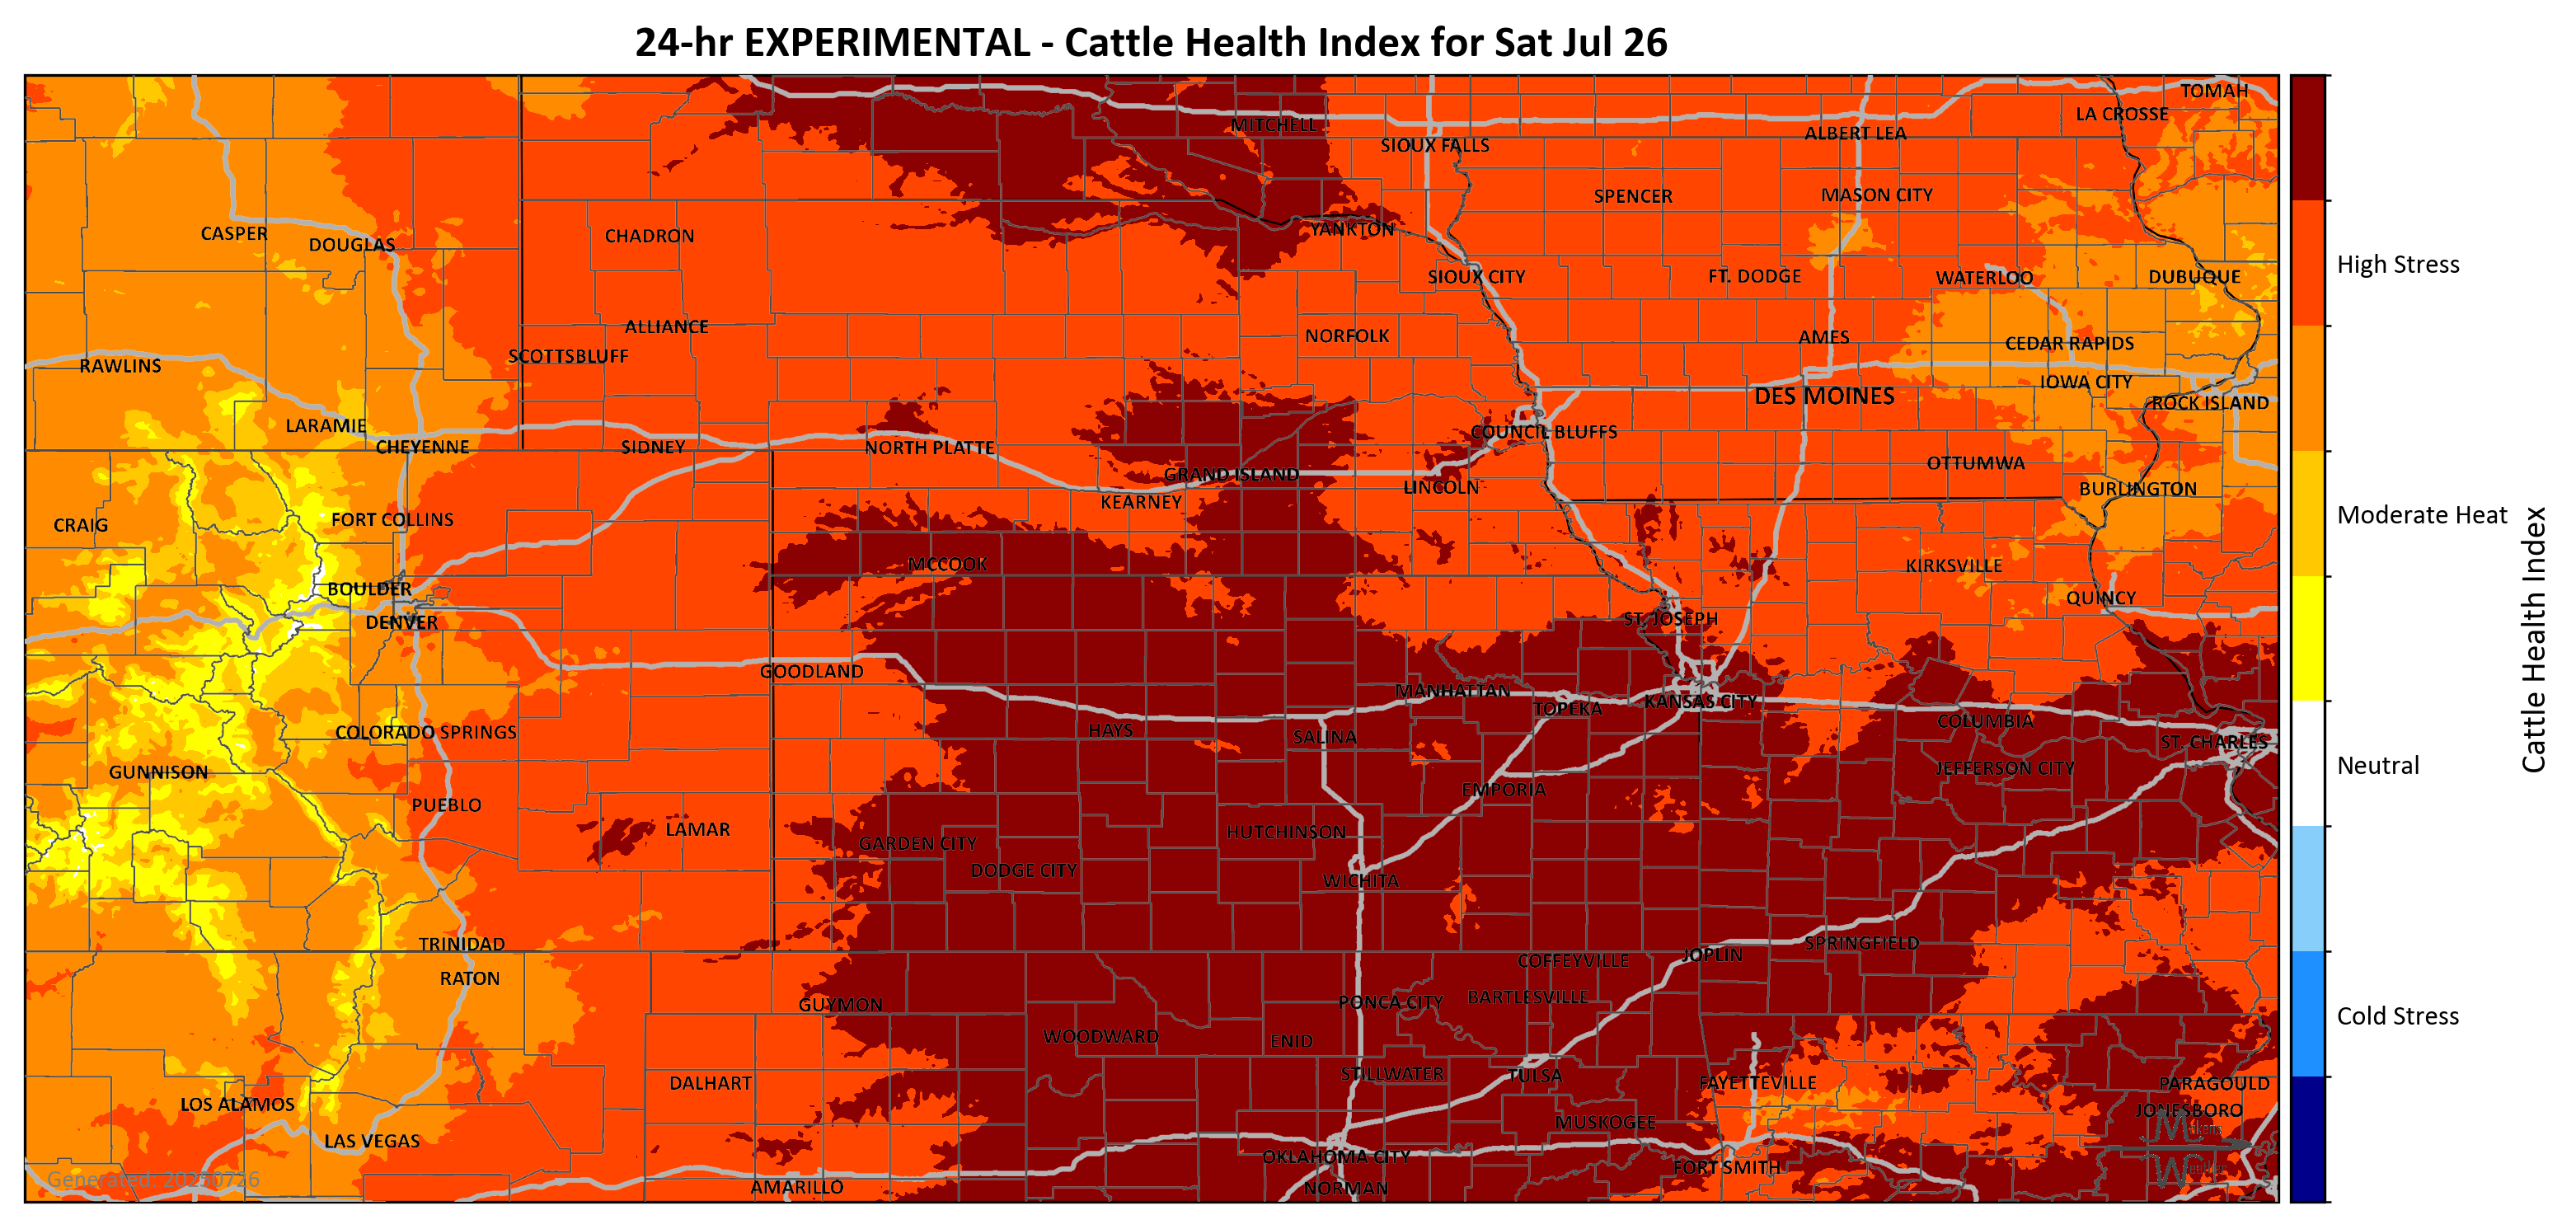 24-hr EXPERIMENTAL - Cattle Health Index for Sat Jul 26
TOMAH
LA CROSSE
MITCHELL
ALBERT LEA
SIOUX FALLS
SPENCER
MASON CITY
CASPER
DOUGLAS
CHADRON
YANKTON
SIOUX CITY
FT. DODGE
WATERLOO
DUBUQUE
High Stress
ALLIANCE
NORFOLK
AMES
CEDAR RAPIDS
SCOTTSBLUFF
RAWLINS
IOWA CITY
DES MOINES
ROCK ISLAND
LARAMIE
COUNCIL BLUFFS
CHEYENNE
SIDNEY
NORTH PLATTE
OTTUMWA
GRAND ISLAND
LINCOLN
BURLINGTON
KEARNEY
Moderate Heat
CRAIG
FORT COLLINS
MCCOOK
KIRKSVILLE
BOULDER
QUINCY
DENVER
ST. JOSEPH
Cattle Health Index
GOODLAND
MANHATTAN
KANSAS CITY
TOPEKA
COLUMBIA
COLORADO SPRINGS
HAYS
SALINA
ST. CHARLES
GUNNISON
JEFFERSON CITY
Neutral
EMPORIA
PUEBLO
LAMAR
HUTCHINSON
GARDEN CITY
DODGE CITY
WICHITA
TRINIDAD
SPRINGFIELD
JOPLIN
COFFEYVILLE
RATON
BARTLESVILLE
PONCA CITY
GUYMON
Cold Stress
WOODWARD
ENID
STILLWATER
TULSA
DALHART
FAYETTEVILLE
PARAGOULD
LOS ALAMOS
JONESBORO
MUSKOGEE
LAS VEGAS
OKLAHOMA CITY
FORT SMITH
Generated: 20250726
AMARILLO
NORMAN